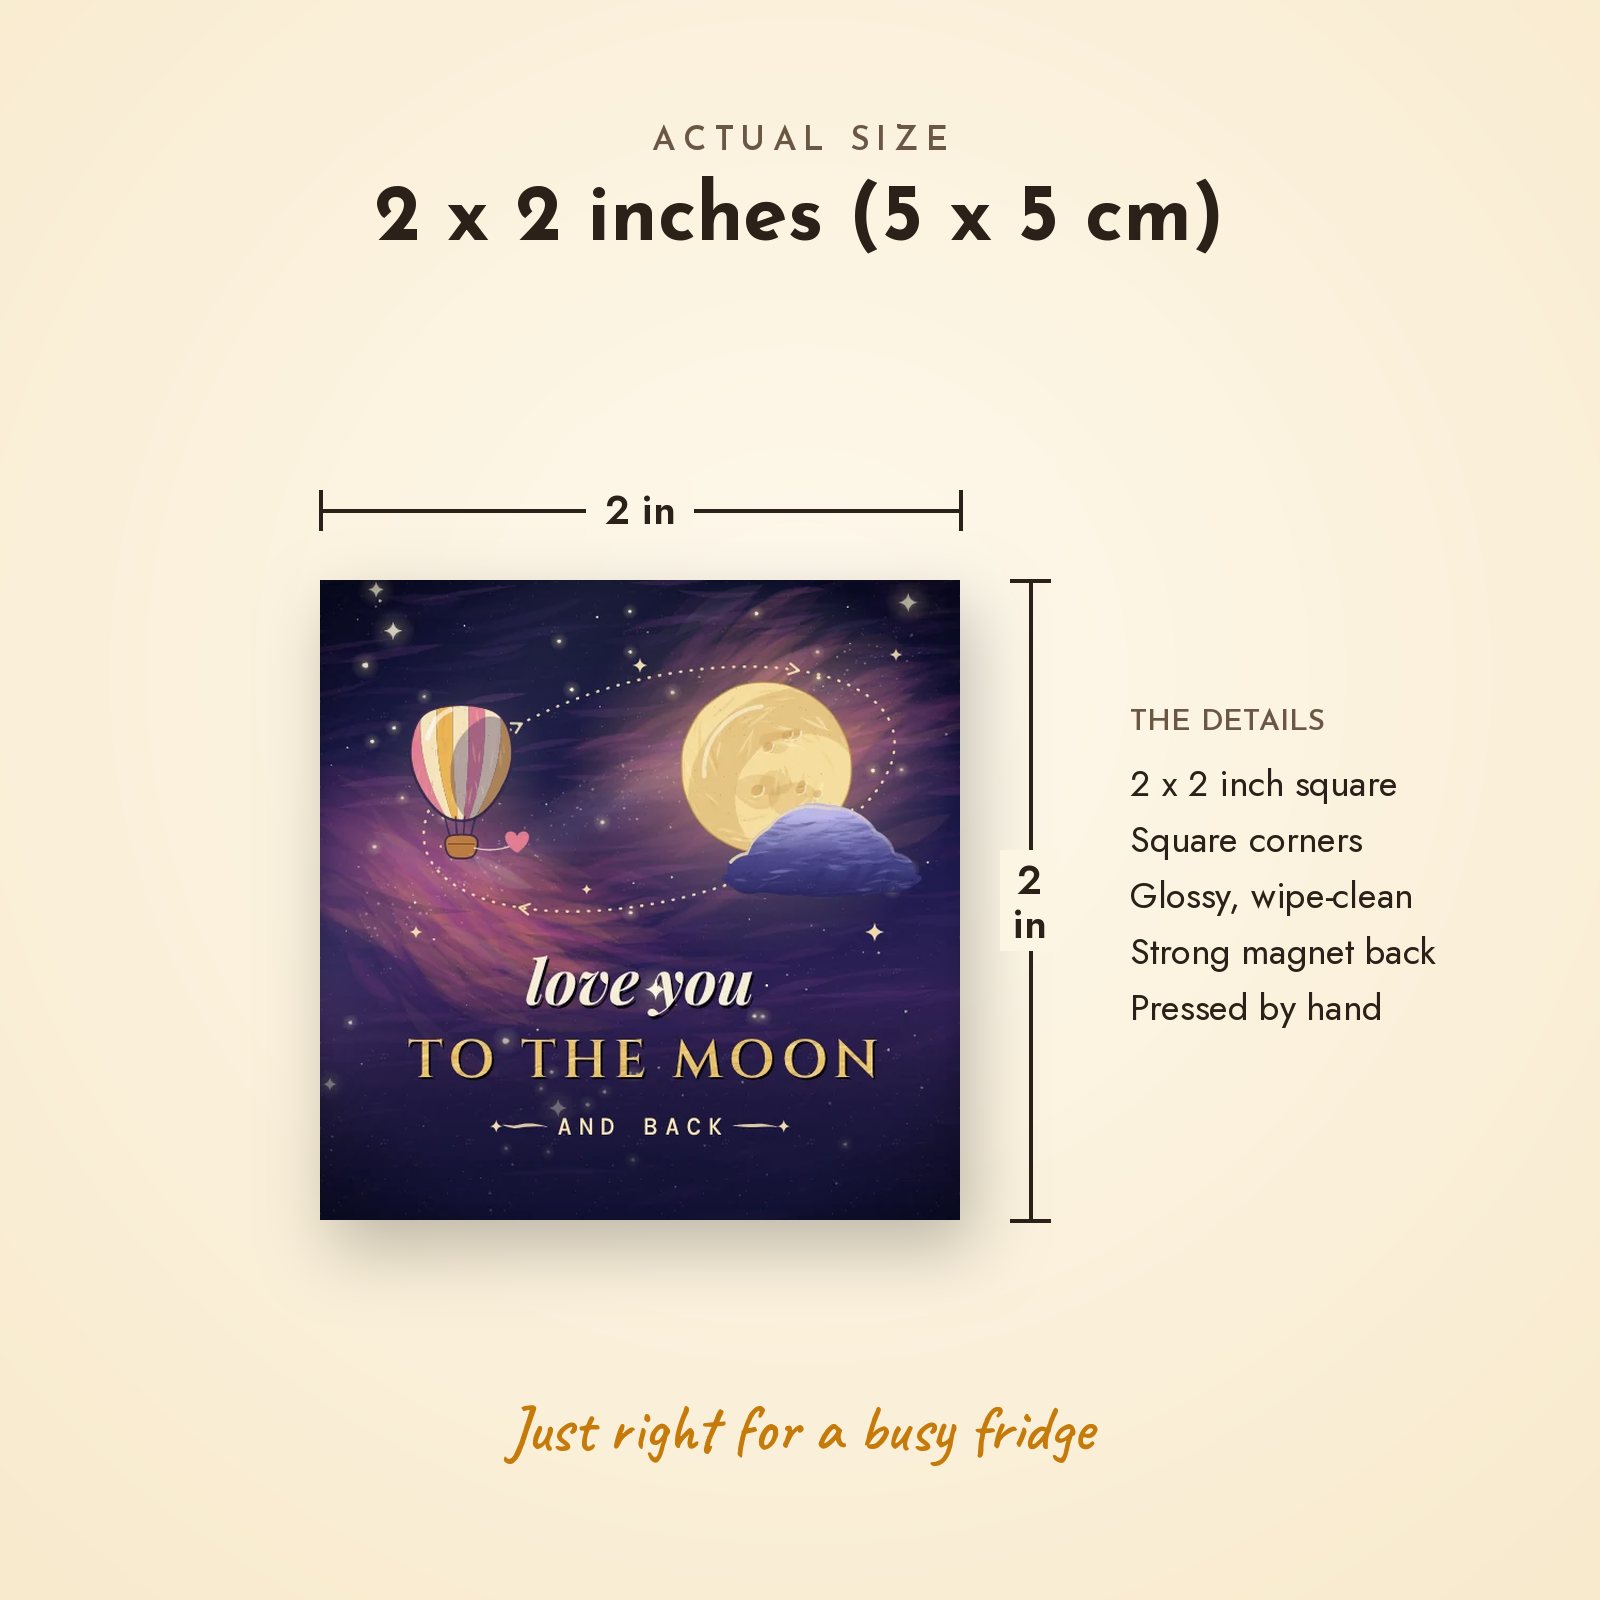 ACTUAL SIZE
2 x 2 inches (5 x 5 cm)
2 in
love you
TO THE MOON
AND BACK
2
in
THE DETAILS
2 x 2 inch square
Square corners
Glossy, wipe-clean
Strong magnet back
Pressed by hand
Just right for a busy fridge